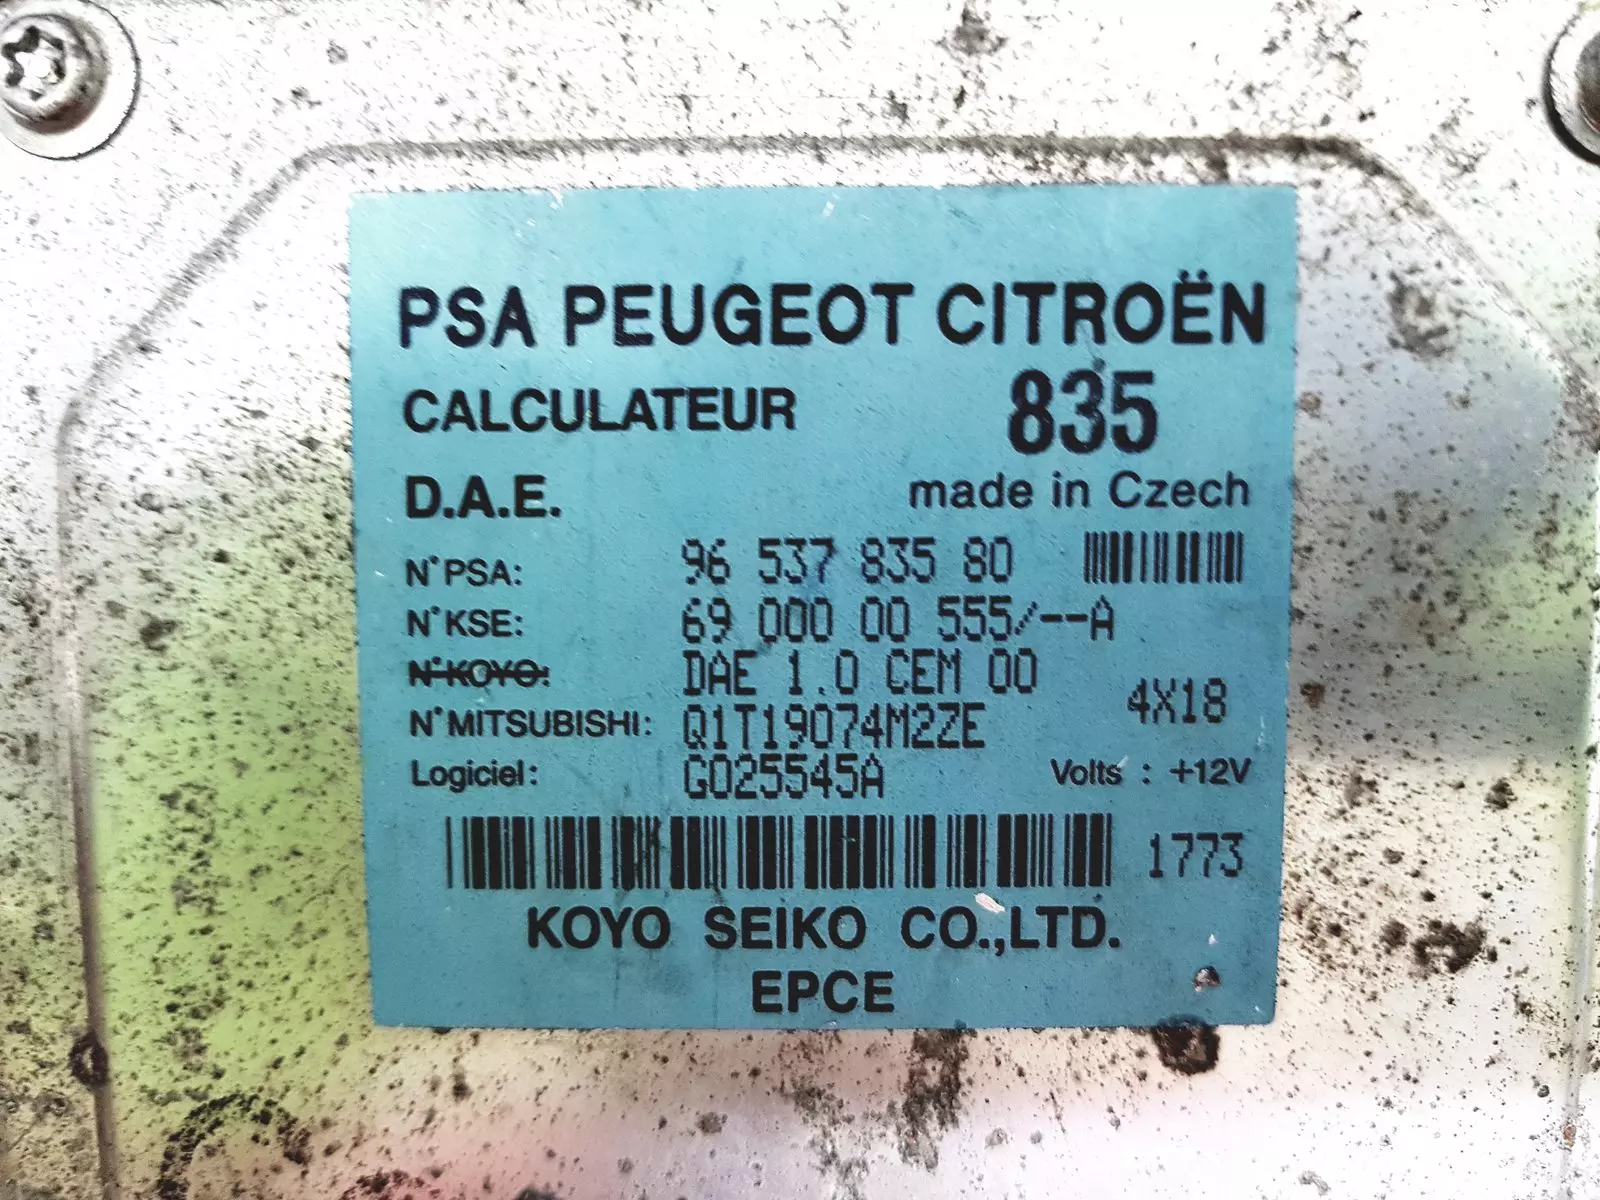 PSA PEUGEOT CITROËN
CALCULATEUR 835
D.A.E. made in Czech
N°PSA: 96 537 835 80
N°KSE: 69 000 00 555/--A
N°KOYO: DAE 1.0 CEM 00
4X18
N°MITSUBISHI: Q1T19074M2ZE
Logiciel: G025545A Volts : +12V
1773
KOYO SEIKO CO.,LTD.
EPCE